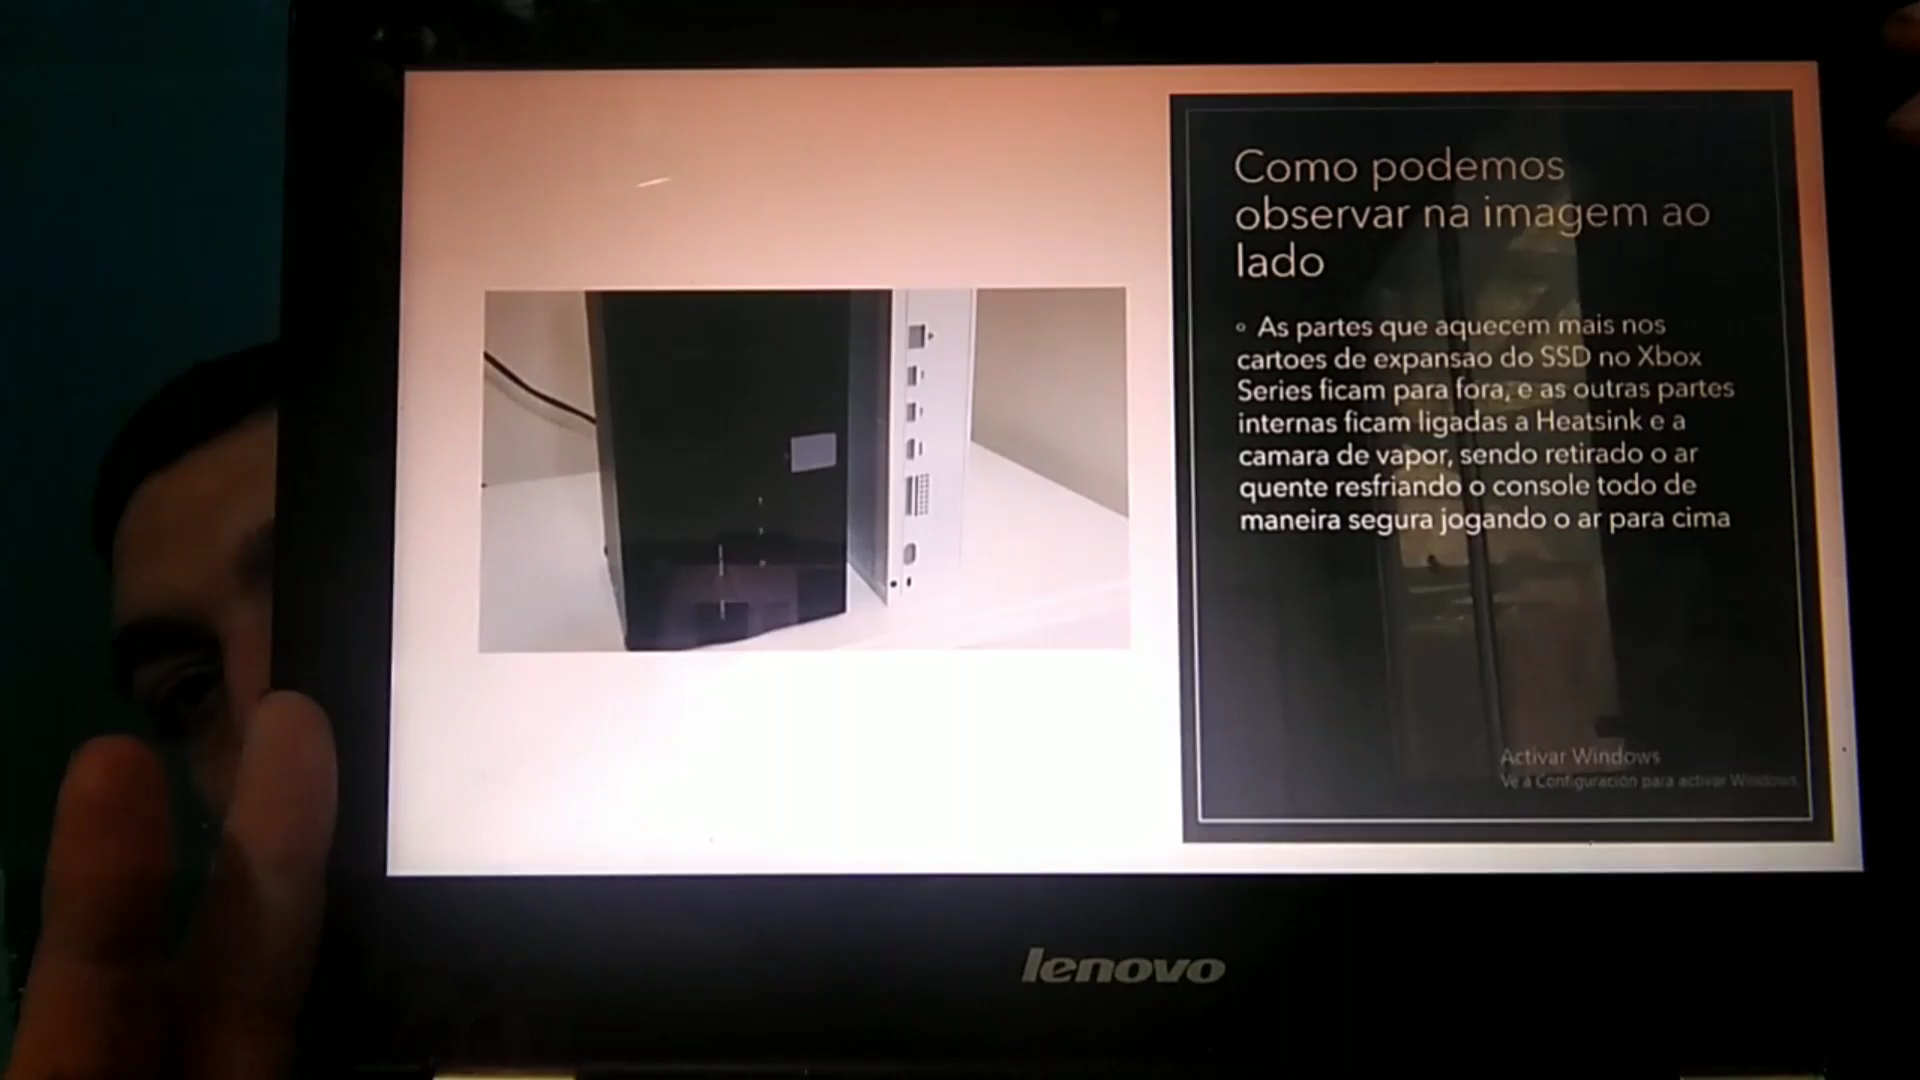 Como podemos
observar na imagem ao
lado
As partes que aquecem mais nos
cartoes de expansao do SSD no Xbox
Series ficam para fora, e as outras partes
internas ficam ligadas a Heatsink e a
camara de vapor, sendo retirado o ar
quente resfriando o console todo de
maneira segura jogando o ar para cima
Activar Windows
Ve a Configuración para activar Windows
lenovo